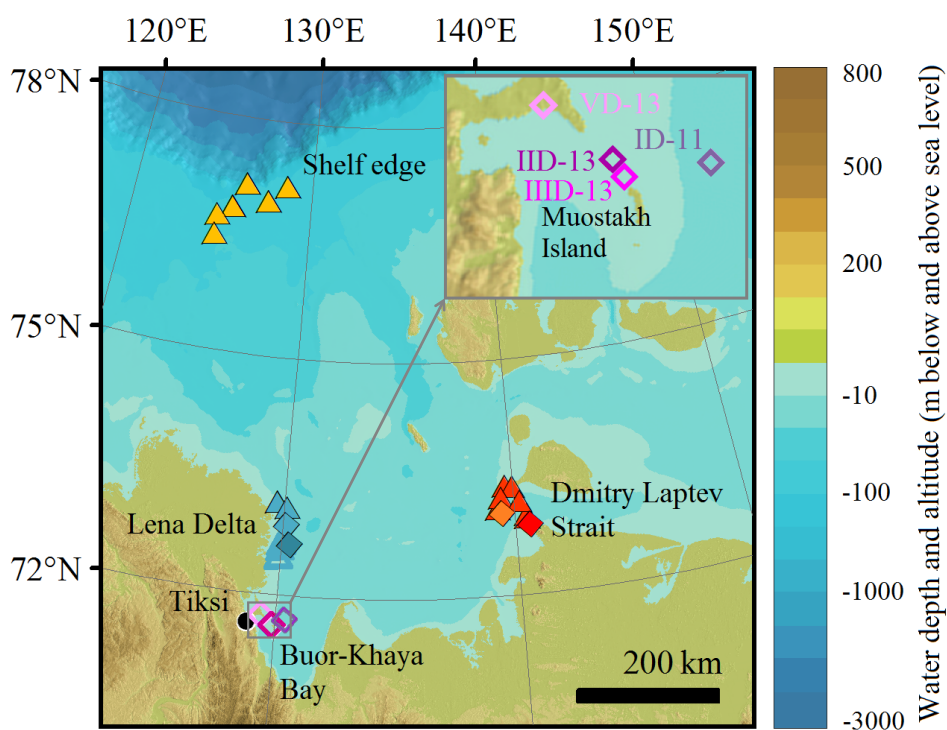 120°E
130°E
140°E
150°E
78°N
75°N
72°N
Shelf edge
VD-13
ID-11
IID-13
IIID-13
Muostakh
Island
Lena Delta
Dmitry Laptev
Strait
Tiksi
Buor-Khaya
Bay
200 km
800
500
200
-10
-100
-1000
-3000
Water depth and altitude (m below and above sea level)